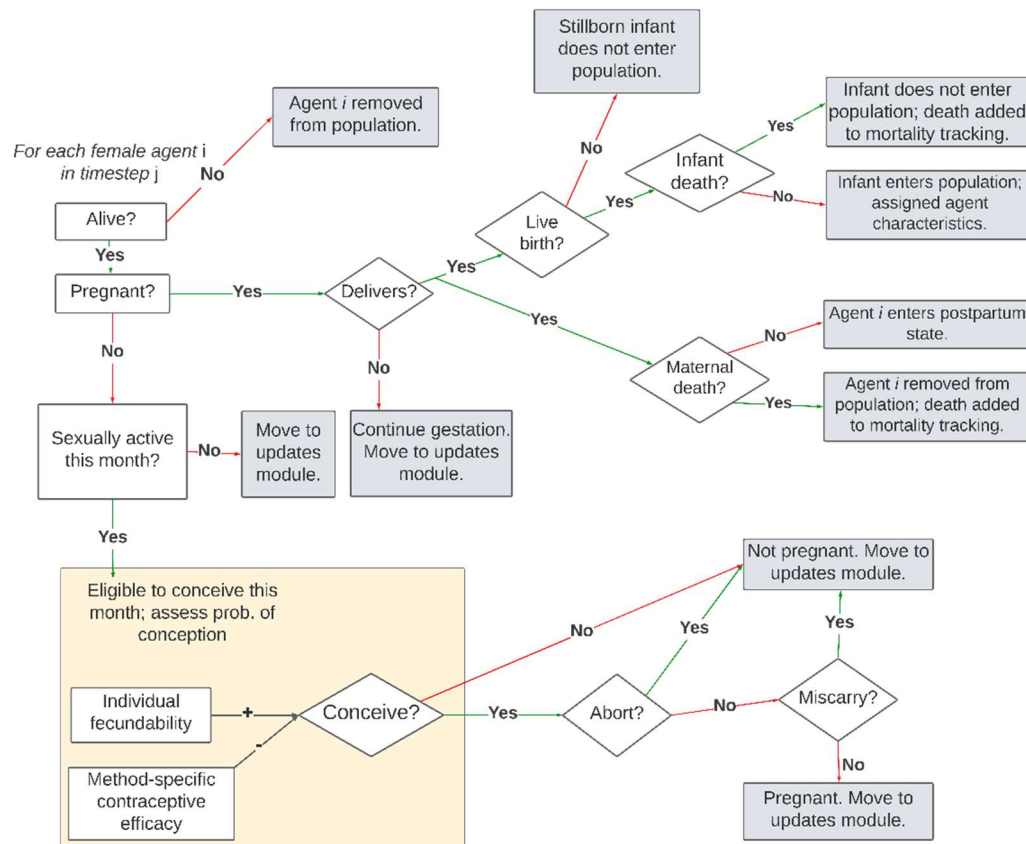 Stillborn infant
does not enter
population.
Agent i removed
from population.
Infant does not enter
population; death added
to mortality tracking.
For each female agent i
in timestep j
No
No
Yes
Infant
death?
Alive?
Live
birth?
Yes
No
Infant enters population;
assigned agent
characteristics.
Yes
Pregnant?
Yes
Delivers?
Yes
Yes
No
Agent i enters postpartum
state.
No
No
Maternal
death?
Yes
Agent i removed from
population; death added
to mortality tracking.
Sexually active
this month?
No
Move to
updates
module.
Continue gestation.
Move to updates
module.
Yes
Eligible to conceive this
month; assess prob. of
conception
Not pregnant. Move to
updates module.
No
Yes
Yes
Individual
fecundability
+
Conceive?
Yes
Abort?
No
Miscarry?
-
Method-specific
contraceptive
efficacy
No
Pregnant. Move to
updates module.